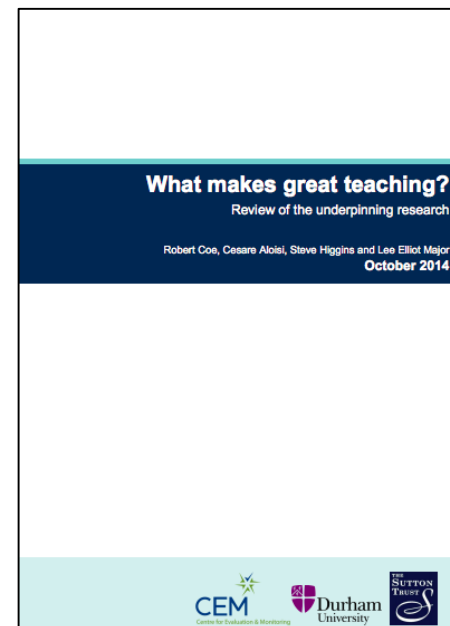 What makes great teaching?
Review of the underpinning research
Robert Coe, Cesare Aloisi, Steve Higgins and Lee Elliot Major
October 2014
CEM
Centre for Evaluation & Monitoring
Durham
University
THE
SUTTON
TRUST